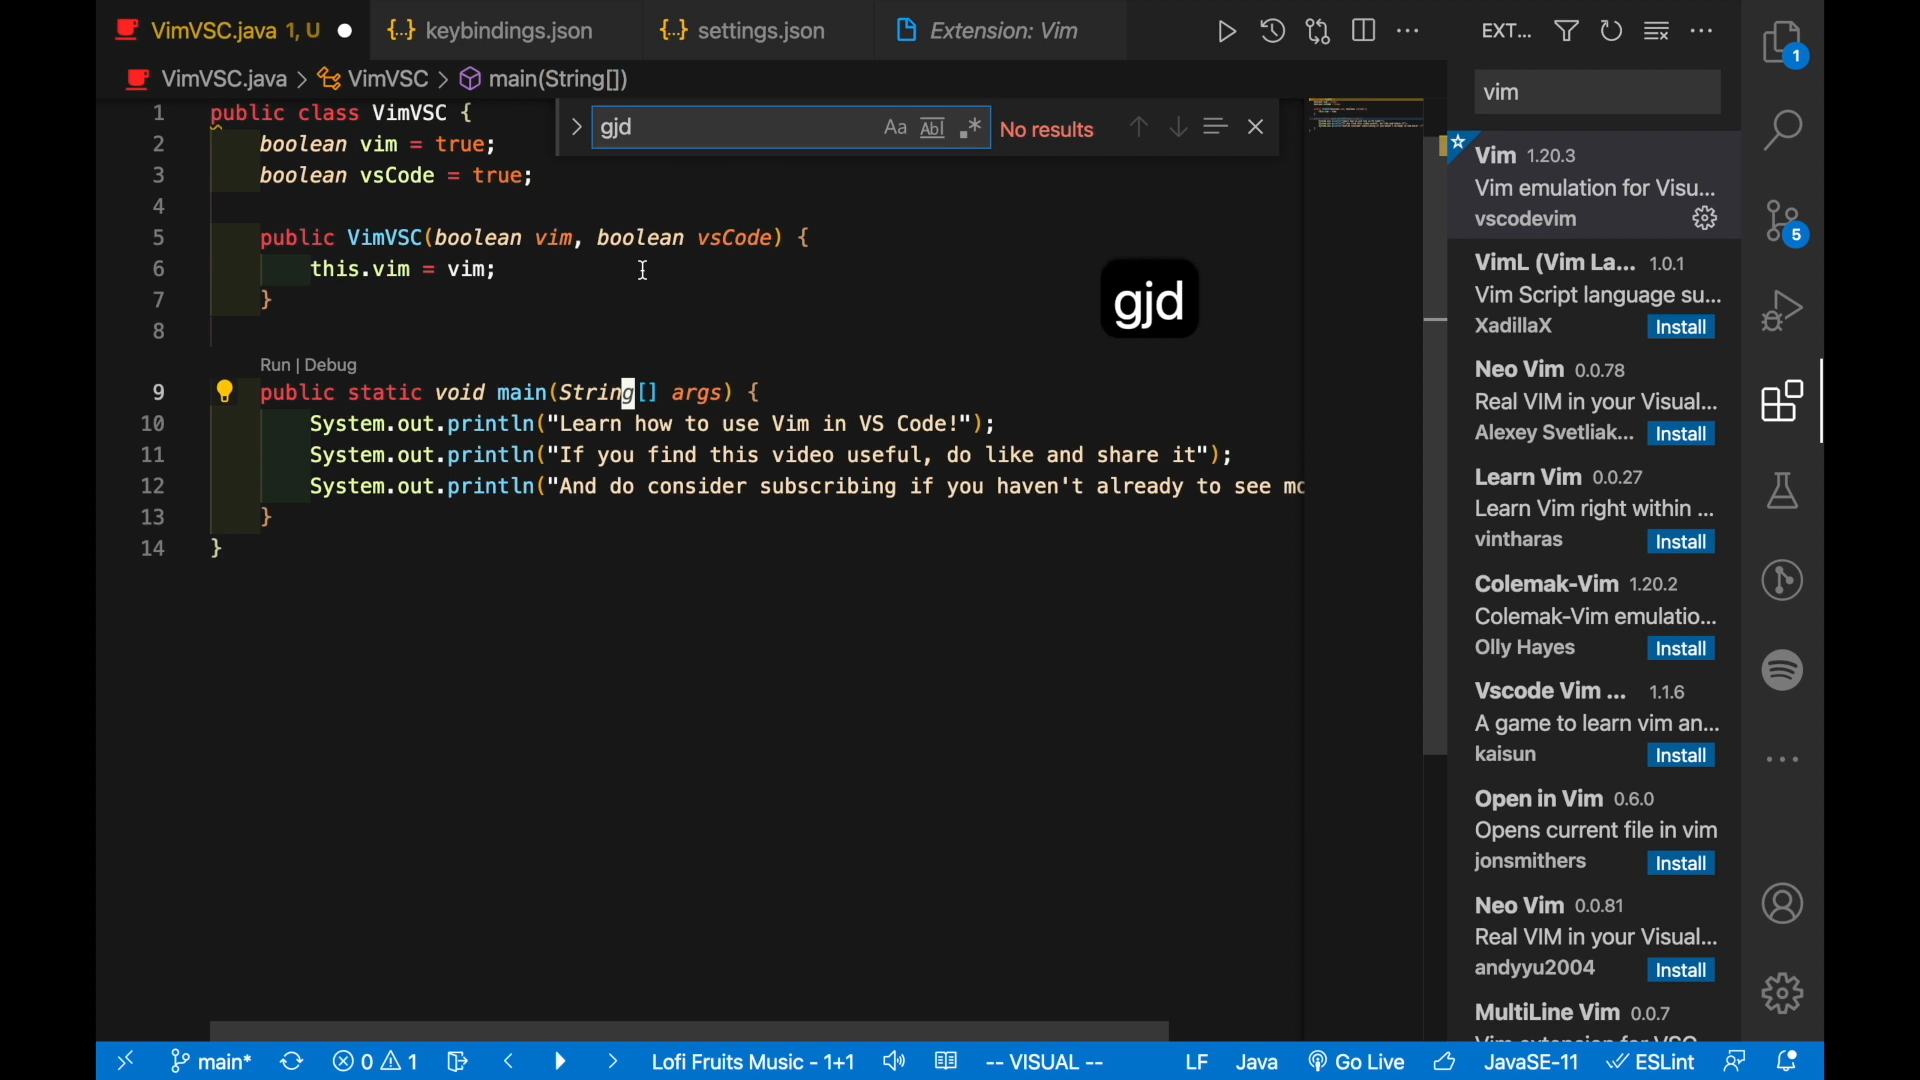 VimVSC.java 1, U
keybindings.json
settings.json
Extension: Vim
EXT...
VimVSC.java > VimVSC > main(String[])
vim
gjd
Aa
Abl
.*
No results
1 public class VimVSC {
2 boolean vim = true;
3 boolean vsCode = true;
4
5 public VimVSC(boolean vim, boolean vsCode) {
6 this.vim = vim;
7 }
8
Run | Debug
9 public static void main(String[] args) {
10 System.out.println("Learn how to use Vim in VS Code!");
11 System.out.println("If you find this video useful, do like and share it");
12 System.out.println("And do consider subscribing if you haven't already to see mo
13 }
14 }
gjd
Vim 1.20.3
Vim emulation for Visu...
vscodevim
VimL (Vim La... 1.0.1
Vim Script language su...
XadillaX Install
Neo Vim 0.0.78
Real VIM in your Visual...
Alexey Svetliak... Install
Learn Vim 0.0.27
Learn Vim right within ...
vintharas Install
Colemak-Vim 1.20.2
Colemak-Vim emulatio...
Olly Hayes Install
Vscode Vim ... 1.1.6
A game to learn vim an...
kaisun Install
Open in Vim 0.6.0
Opens current file in vim
jonsmithers Install
Neo Vim 0.0.81
Real VIM in your Visual...
andyyu2004 Install
MultiLine Vim 0.0.7
1
5
main*
0
1
Lofi Fruits Music - 1+1
-- VISUAL --
LF
Java
Go Live
JavaSE-11
ESLint